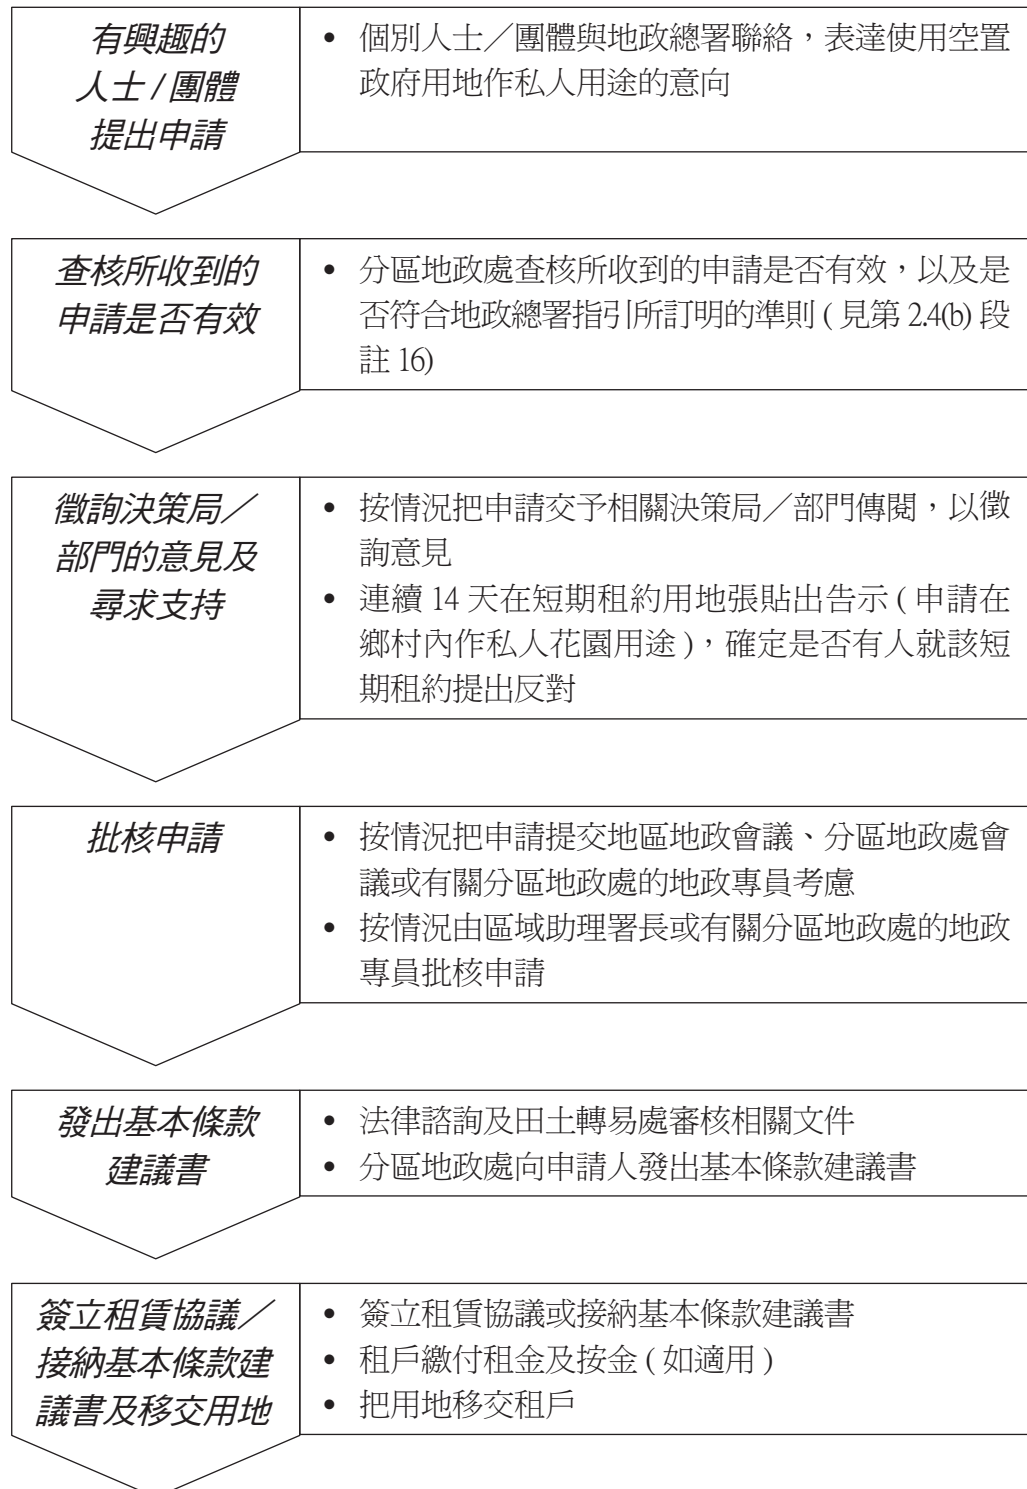 有興趣的
人士 / 團體
提出申請
• 個別人士／團體與地政總署聯絡，表達使用空置
政府用地作私人用途的意向
查核所收到的
申請是否有效
• 分區地政處查核所收到的申請是否有效，以及是
否符合地政總署指引所訂明的準則 ( 見第 2.4(b) 段
註 16)
徵詢決策局／
部門的意見及
尋求支持
• 按情況把申請交予相關決策局／部門傳閱，以徵
詢意見
• 連續 14 天在短期租約用地張貼出告示 ( 申請在
鄉村內作私人花園用途 )，確定是否有人就該短
期租約提出反對
批核申請
• 按情況把申請提交地區地政會議、分區地政處會
議或有關分區地政處的地政專員考慮
• 按情況由區域助理署長或有關分區地政處的地政
專員批核申請
發出基本條款
建議書
• 法律諮詢及田土轉易處審核相關文件
• 分區地政處向申請人發出基本條款建議書
簽立租賃協議／
接納基本條款建
議書及移交用地
• 簽立租賃協議或接納基本條款建議書
• 租戶繳付租金及按金 ( 如適用 )
• 把用地移交租戶